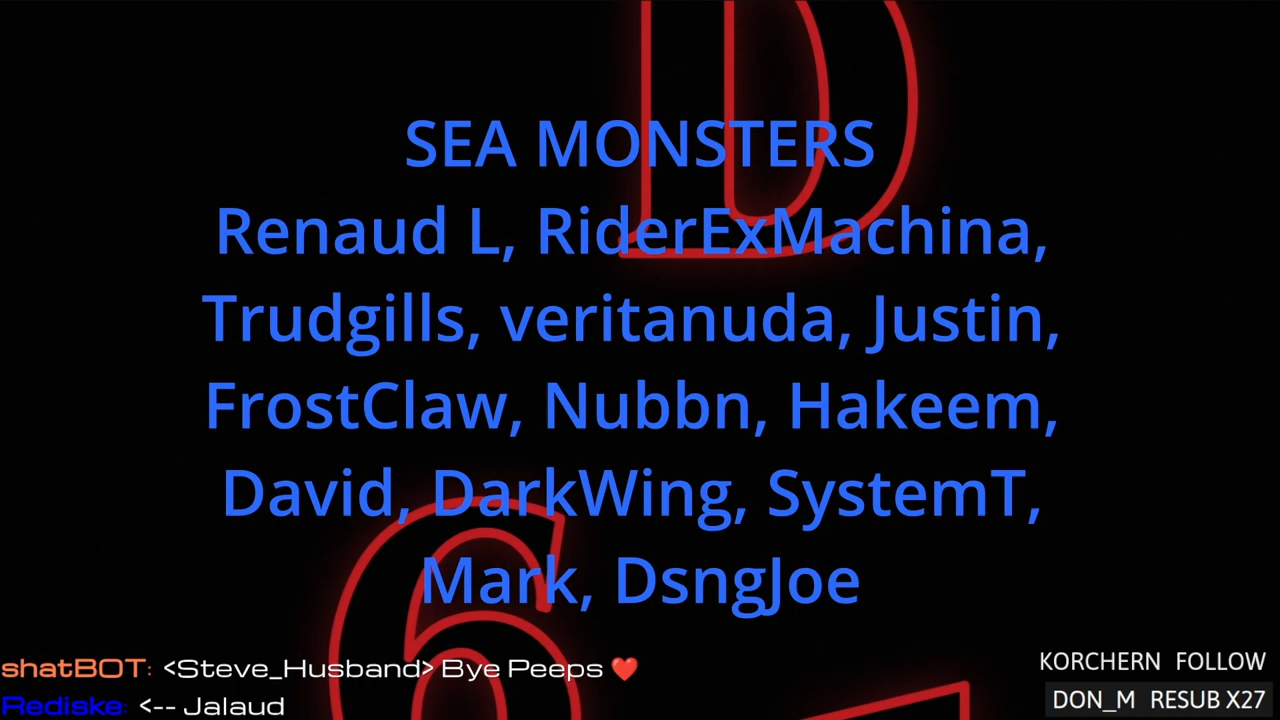 D
SEA MONSTERS
Renaud L, RiderExMachina,
Trudgills, veritanuda, Justin,
FrostClaw, Nubbn, Hakeem,
David, DarkWing, SystemT,
Mark, DsngJoe
6
shatBOT: <Steve_Husband> Bye Peeps ❤️
Rediske: <-- Jalaud
KORCHERN FOLLOW
DON_M RESUB X27